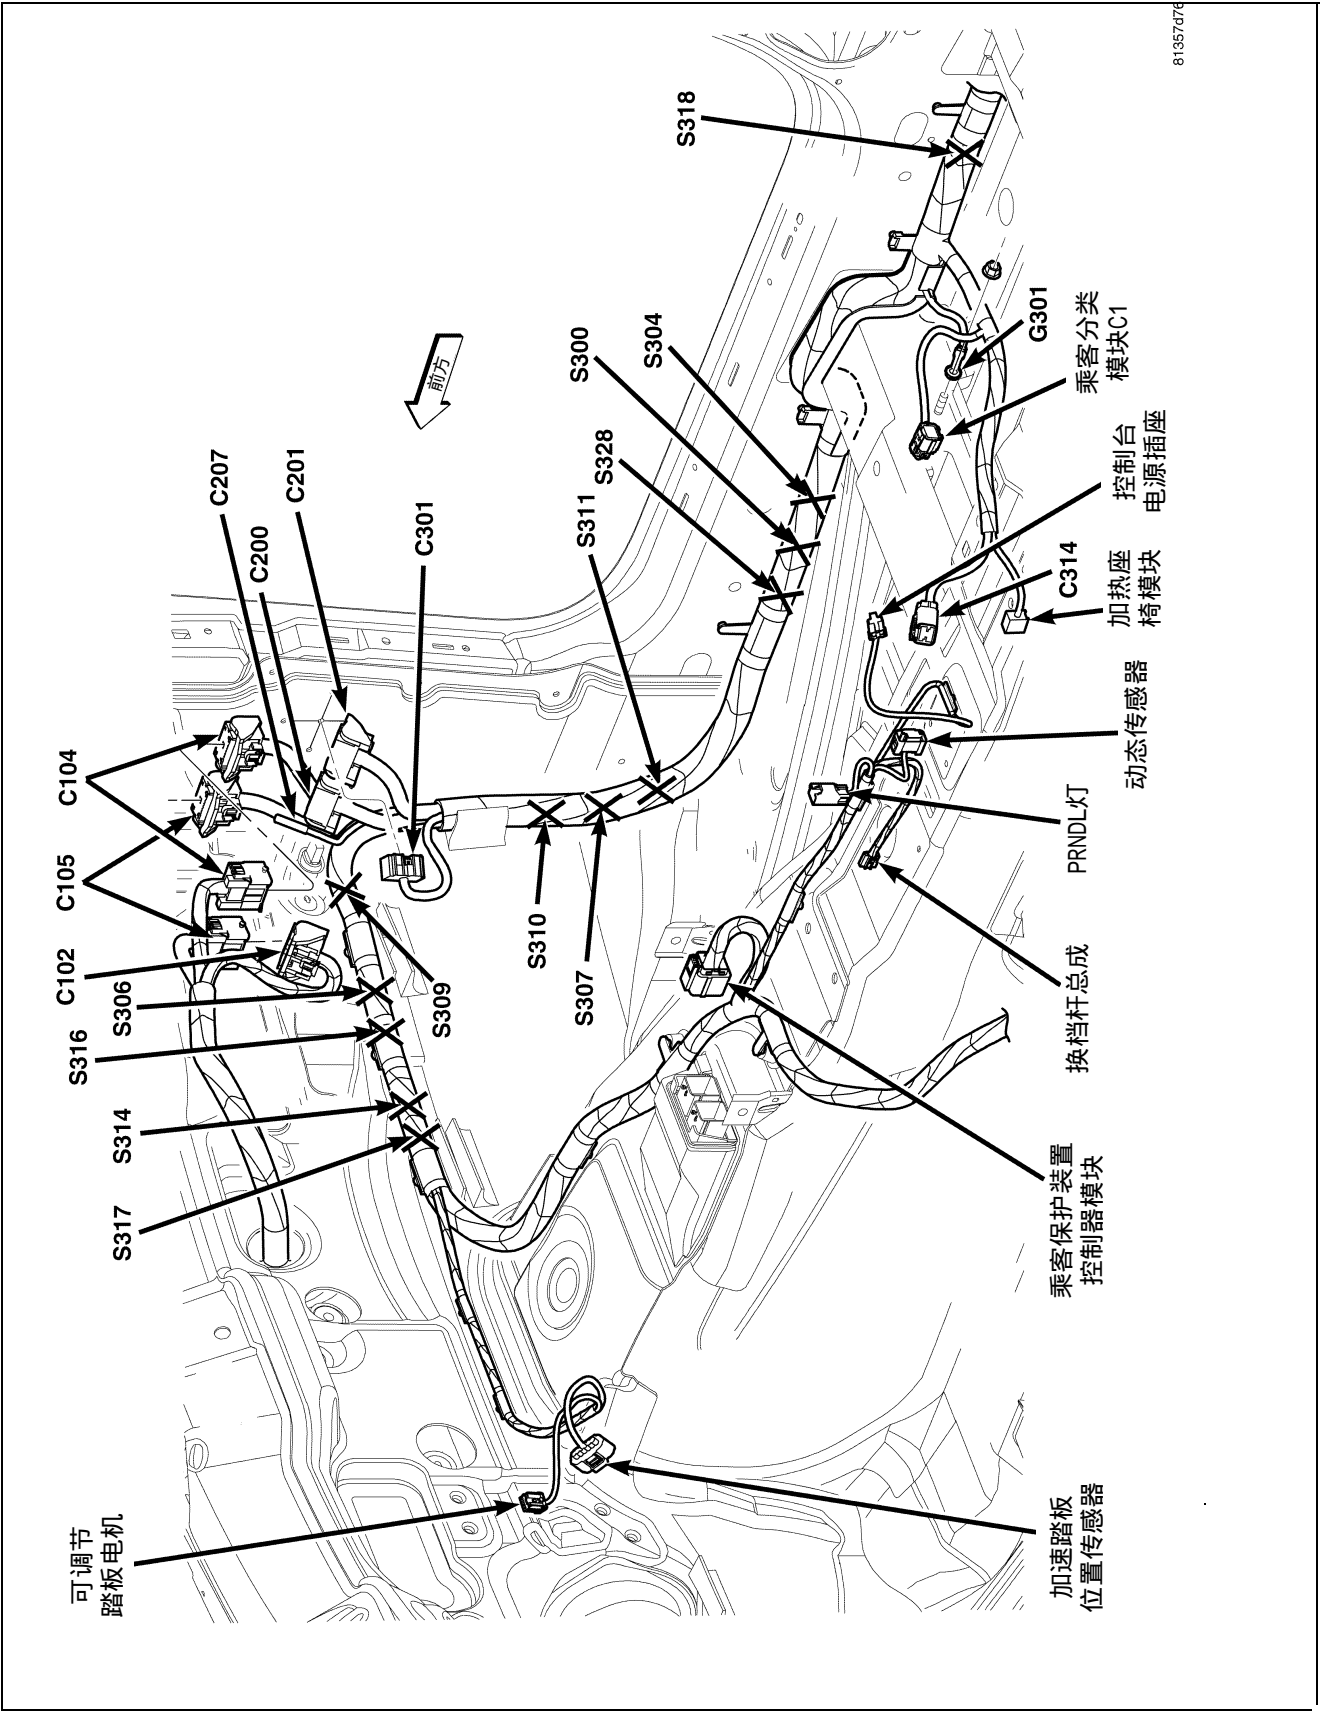 可调节
踏板电机
S317
S314
S316
S306
C102
C105
C104
C207
C200
C201
C301
前方
S309
S310
S307
S311
S328
S300
S304
S318
加速踏板
位置传感器
乘客保护装置
控制器模块
换档杆总成
PRNDL灯
动态传感器
加热座
椅模块
C314
控制台
电源插座
乘客分类
模块C1
G301
81357d76